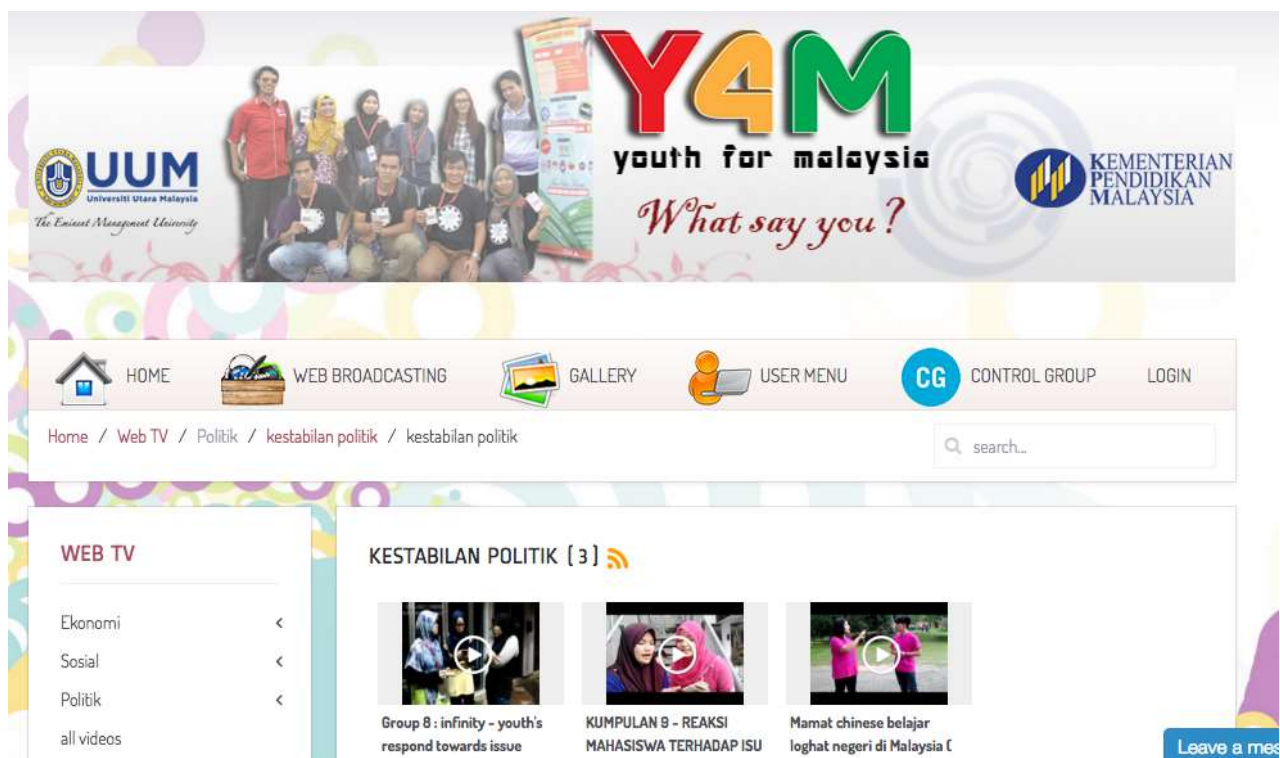 Y4M
youth for malaysia
What say you?
UUM
Universiti Utara Malaysia
The Eminent Management University
KEMENTERIAN
PENDIDIKAN
MALAYSIA
HOME
WEB BROADCASTING
GALLERY
USER MENU
CG CONTROL GROUP
LOGIN
Home / Web TV / Politik / kestabilan politik / kestabilan politik
search...
WEB TV
Ekonomi
Sosial
Politik
all videos
KESTABILAN POLITIK (3)
Group 8 : infinity - youth's
respond towards issue
KUMPULAN 9 - REAKSI
MAHASISWA TERHADAP ISU
Mamat chinese belajar
loghat negeri di Malaysia (
Leave a mes